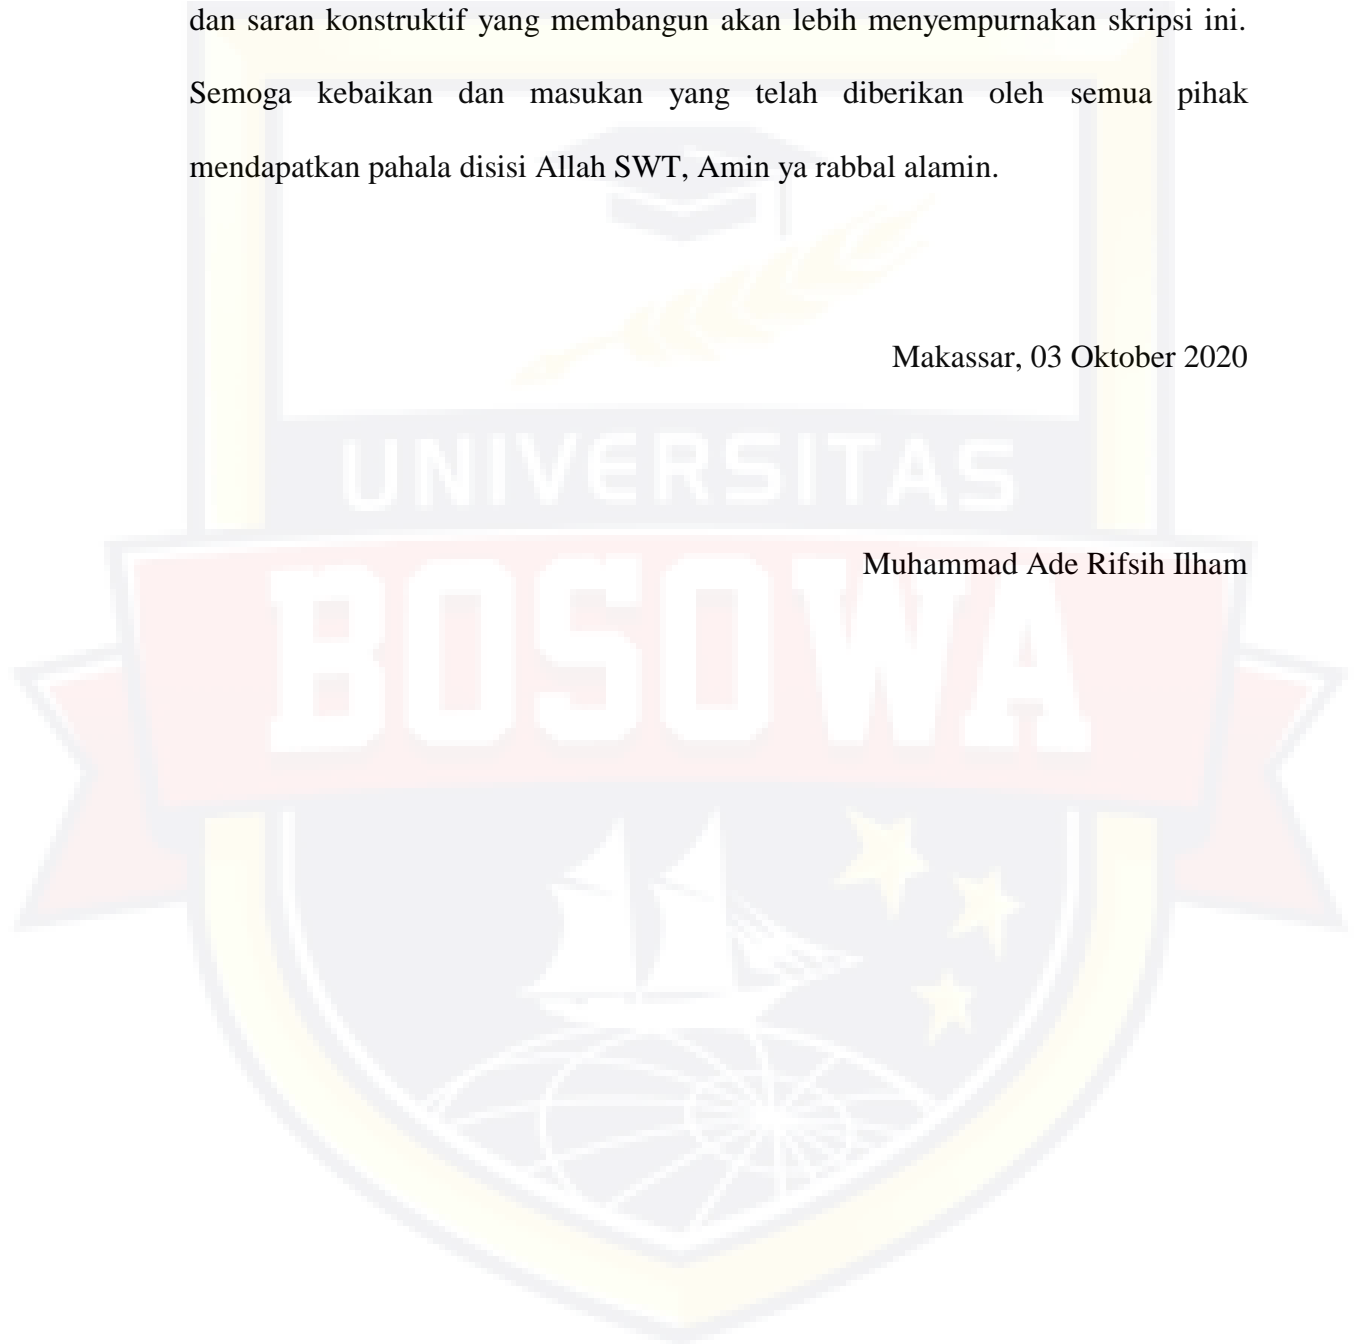 dan saran konstruktif yang membangun akan lebih menyempurnakan skripsi ini.
Semoga kebaikan dan masukan yang telah diberikan oleh semua pihak
mendapatkan pahala disisi Allah SWT, Amin ya rabbal alamin.
Makassar, 03 Oktober 2020
UNIVERSITAS
Muhammad Ade Rifsih Ilham
BOSOWA